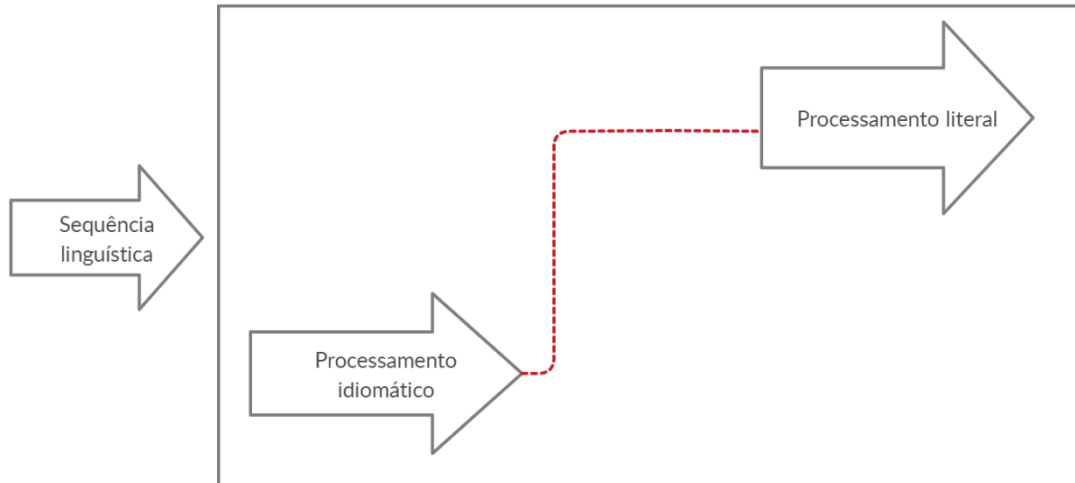 Processamento literal
Sequência
linguística
Processamento
idiomático